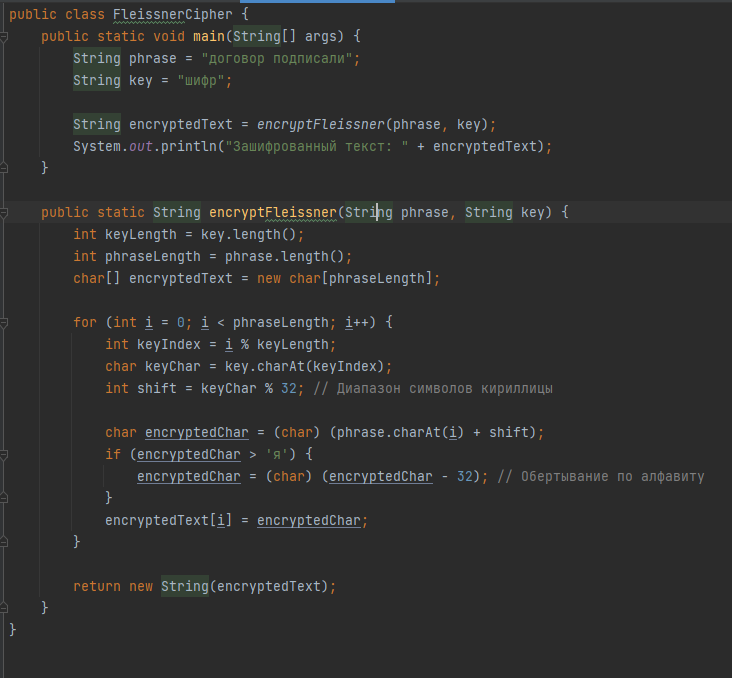 public class FleissnerCipher {
    public static void main(String[] args) {
        String phrase = "договор подписали";
        String key = "шифр";

        String encryptedText = encryptFleissner(phrase, key);
        System.out.println("Зашифрованный текст: " + encryptedText);
    }

    public static String encryptFleissner(String phrase, String key) {
        int keyLength = key.length();
        int phraseLength = phrase.length();
        char[] encryptedText = new char[phraseLength];

        for (int i = 0; i < phraseLength; i++) {
            int keyIndex = i % keyLength;
            char keyChar = key.charAt(keyIndex);
            int shift = keyChar % 32; // Диапазон символов кириллицы

            char encryptedChar = (char) (phrase.charAt(i) + shift);
            if (encryptedChar > 'я') {
                encryptedChar = (char) (encryptedChar - 32); // Обертывание по алфавиту
            }
            encryptedText[i] = encryptedChar;
        }

        return new String(encryptedText);
    }
}